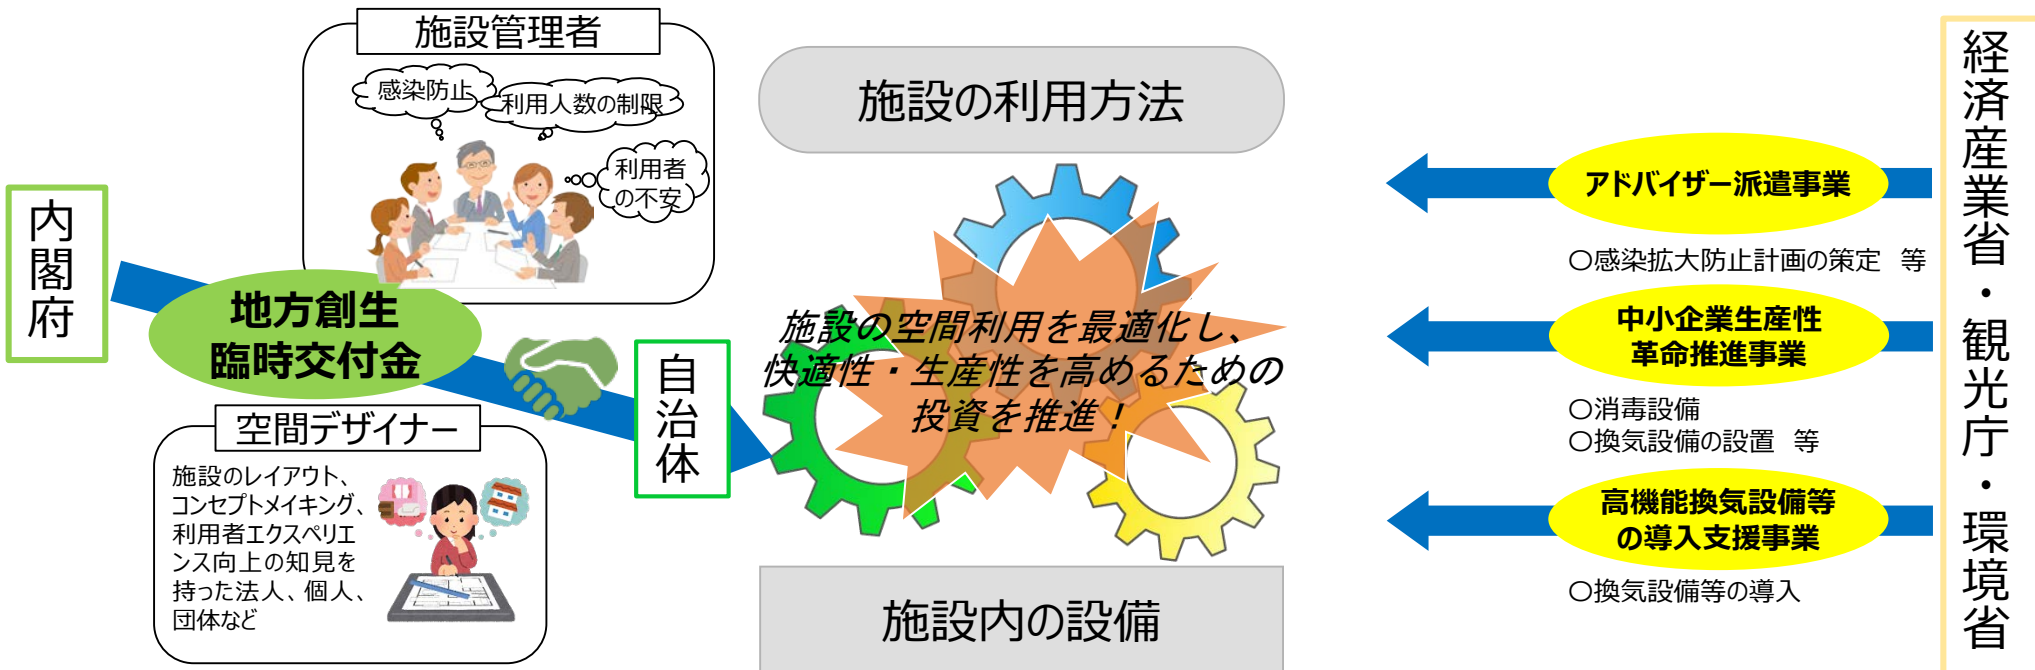 施設管理者
感染防止
利用人数の制限
利用者
の不安
内閣府
地方創生
臨時交付金
自治体
空間デザイナー
施設のレイアウト、
コンセプトメイキング、
利用者エクスペリエ
ンス向上の知見を
持った法人、個人、
団体など
施設の利用方法
施設の空間利用を最適化し、
快適性・生産性を高めるための
投資を推進！
施設内の設備
アドバイザー派遣事業
○感染拡大防止計画の策定　等
中小企業生産性
革命推進事業
○消毒設備
○換気設備の設置　等
高機能換気設備等
の導入支援事業
○換気設備等の導入
経済産業省・観光庁・環境省